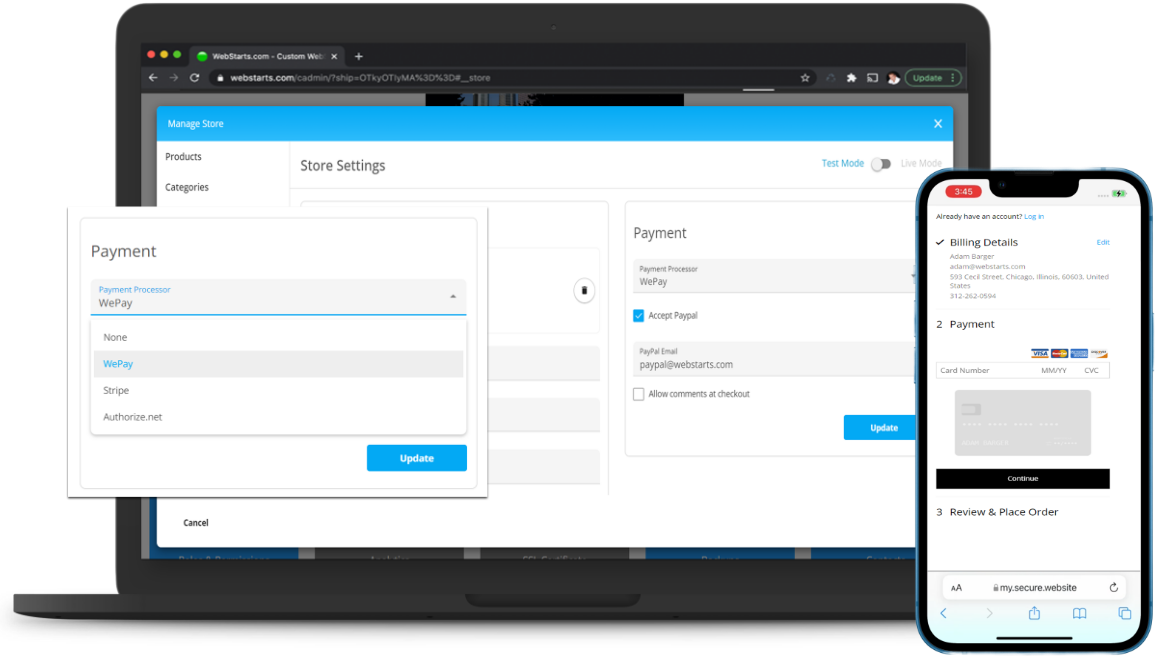 WebStarts.com - Custom Web
Update
webstarts.com/cadmin/?ship=OTkyOTIyMA%3D%3D#__store
Manage Store
Products
Categories
Store Settings
Test Mode
Live Mode
Payment
Payment Processor
WePay
None
WePay
Stripe
Authorize.net
Update
Payment
Payment Processor
WePay
Accept Paypal
PayPal Email
paypal@webstarts.com
Allow comments at checkout
Update
Cancel
3:45
Already have an account? Log in
Billing Details
Edit
Adam Barger
adam@webstarts.com
593 Cecil Street, Chicago, Illinois, 60603, United
States
312-262-0594
2 Payment
VISA
Card Number
MM/YY
CVC
Continue
3 Review & Place Order
AA
my.secure.website